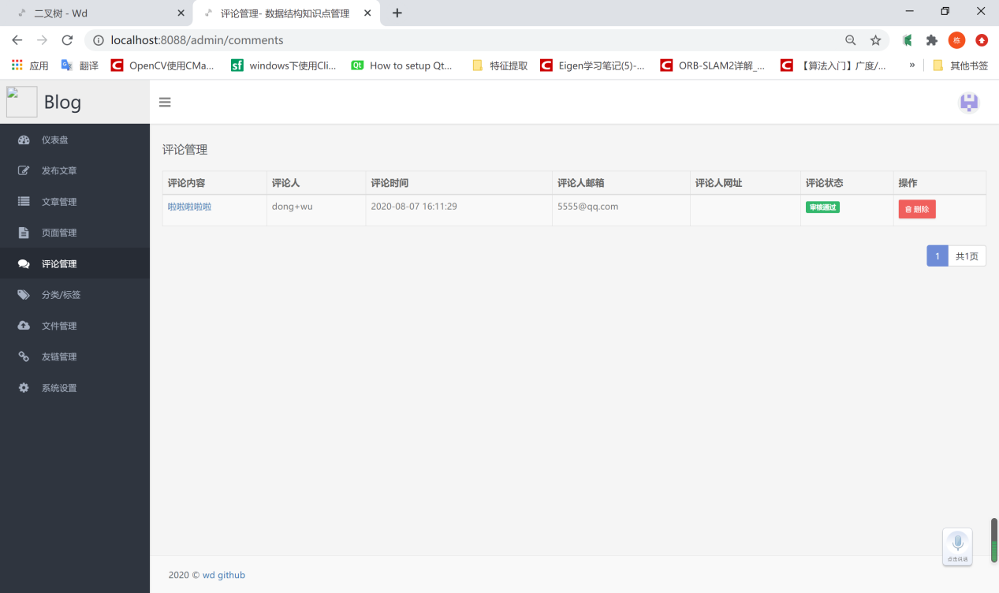 二叉树 - Wd
评论管理- 数据结构知识点管理
localhost:8088/admin/comments
栋
应用 翻译 OpenCV使用CMa... windows下使用Cli... How to setup Qt... 特征提取 Eigen学习笔记(5)-... ORB-SLAM2详解_... 【算法入门】广度/... » 其他书签
Blog
仪表盘
发布文章
文章管理
页面管理
评论管理
分类/标签
文件管理
友链管理
系统设置
评论管理
评论内容 评论人 评论时间 评论人邮箱 评论人网址 评论状态 操作
啦啦啦啦啦 dong+wu 2020-08-07 16:11:29 5555@qq.com 审核通过 删除
1 共1页
点击说话
2020 © wd github